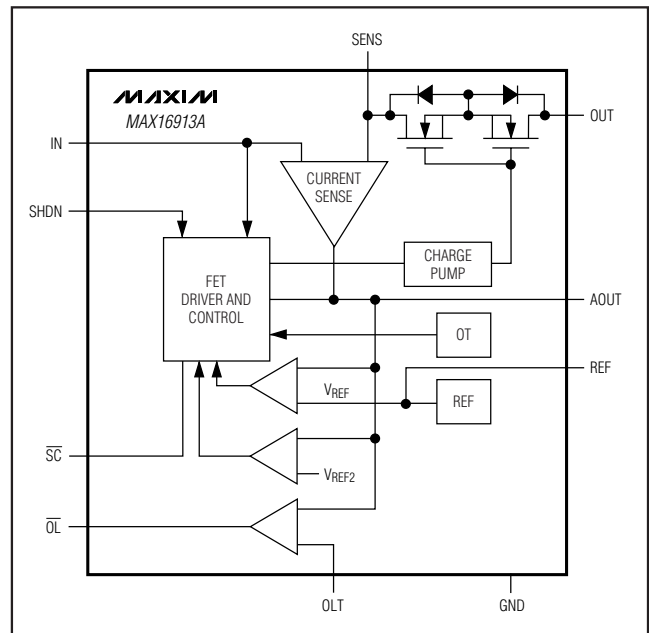 SENS
MAXIM
MAX16913A
OUT
IN
CURRENT
SENSE
SHDN
FET
DRIVER AND
CONTROL
CHARGE
PUMP
AOUT
OT
REF
VREF
REF
SC
VREF2
OL
OLT
GND